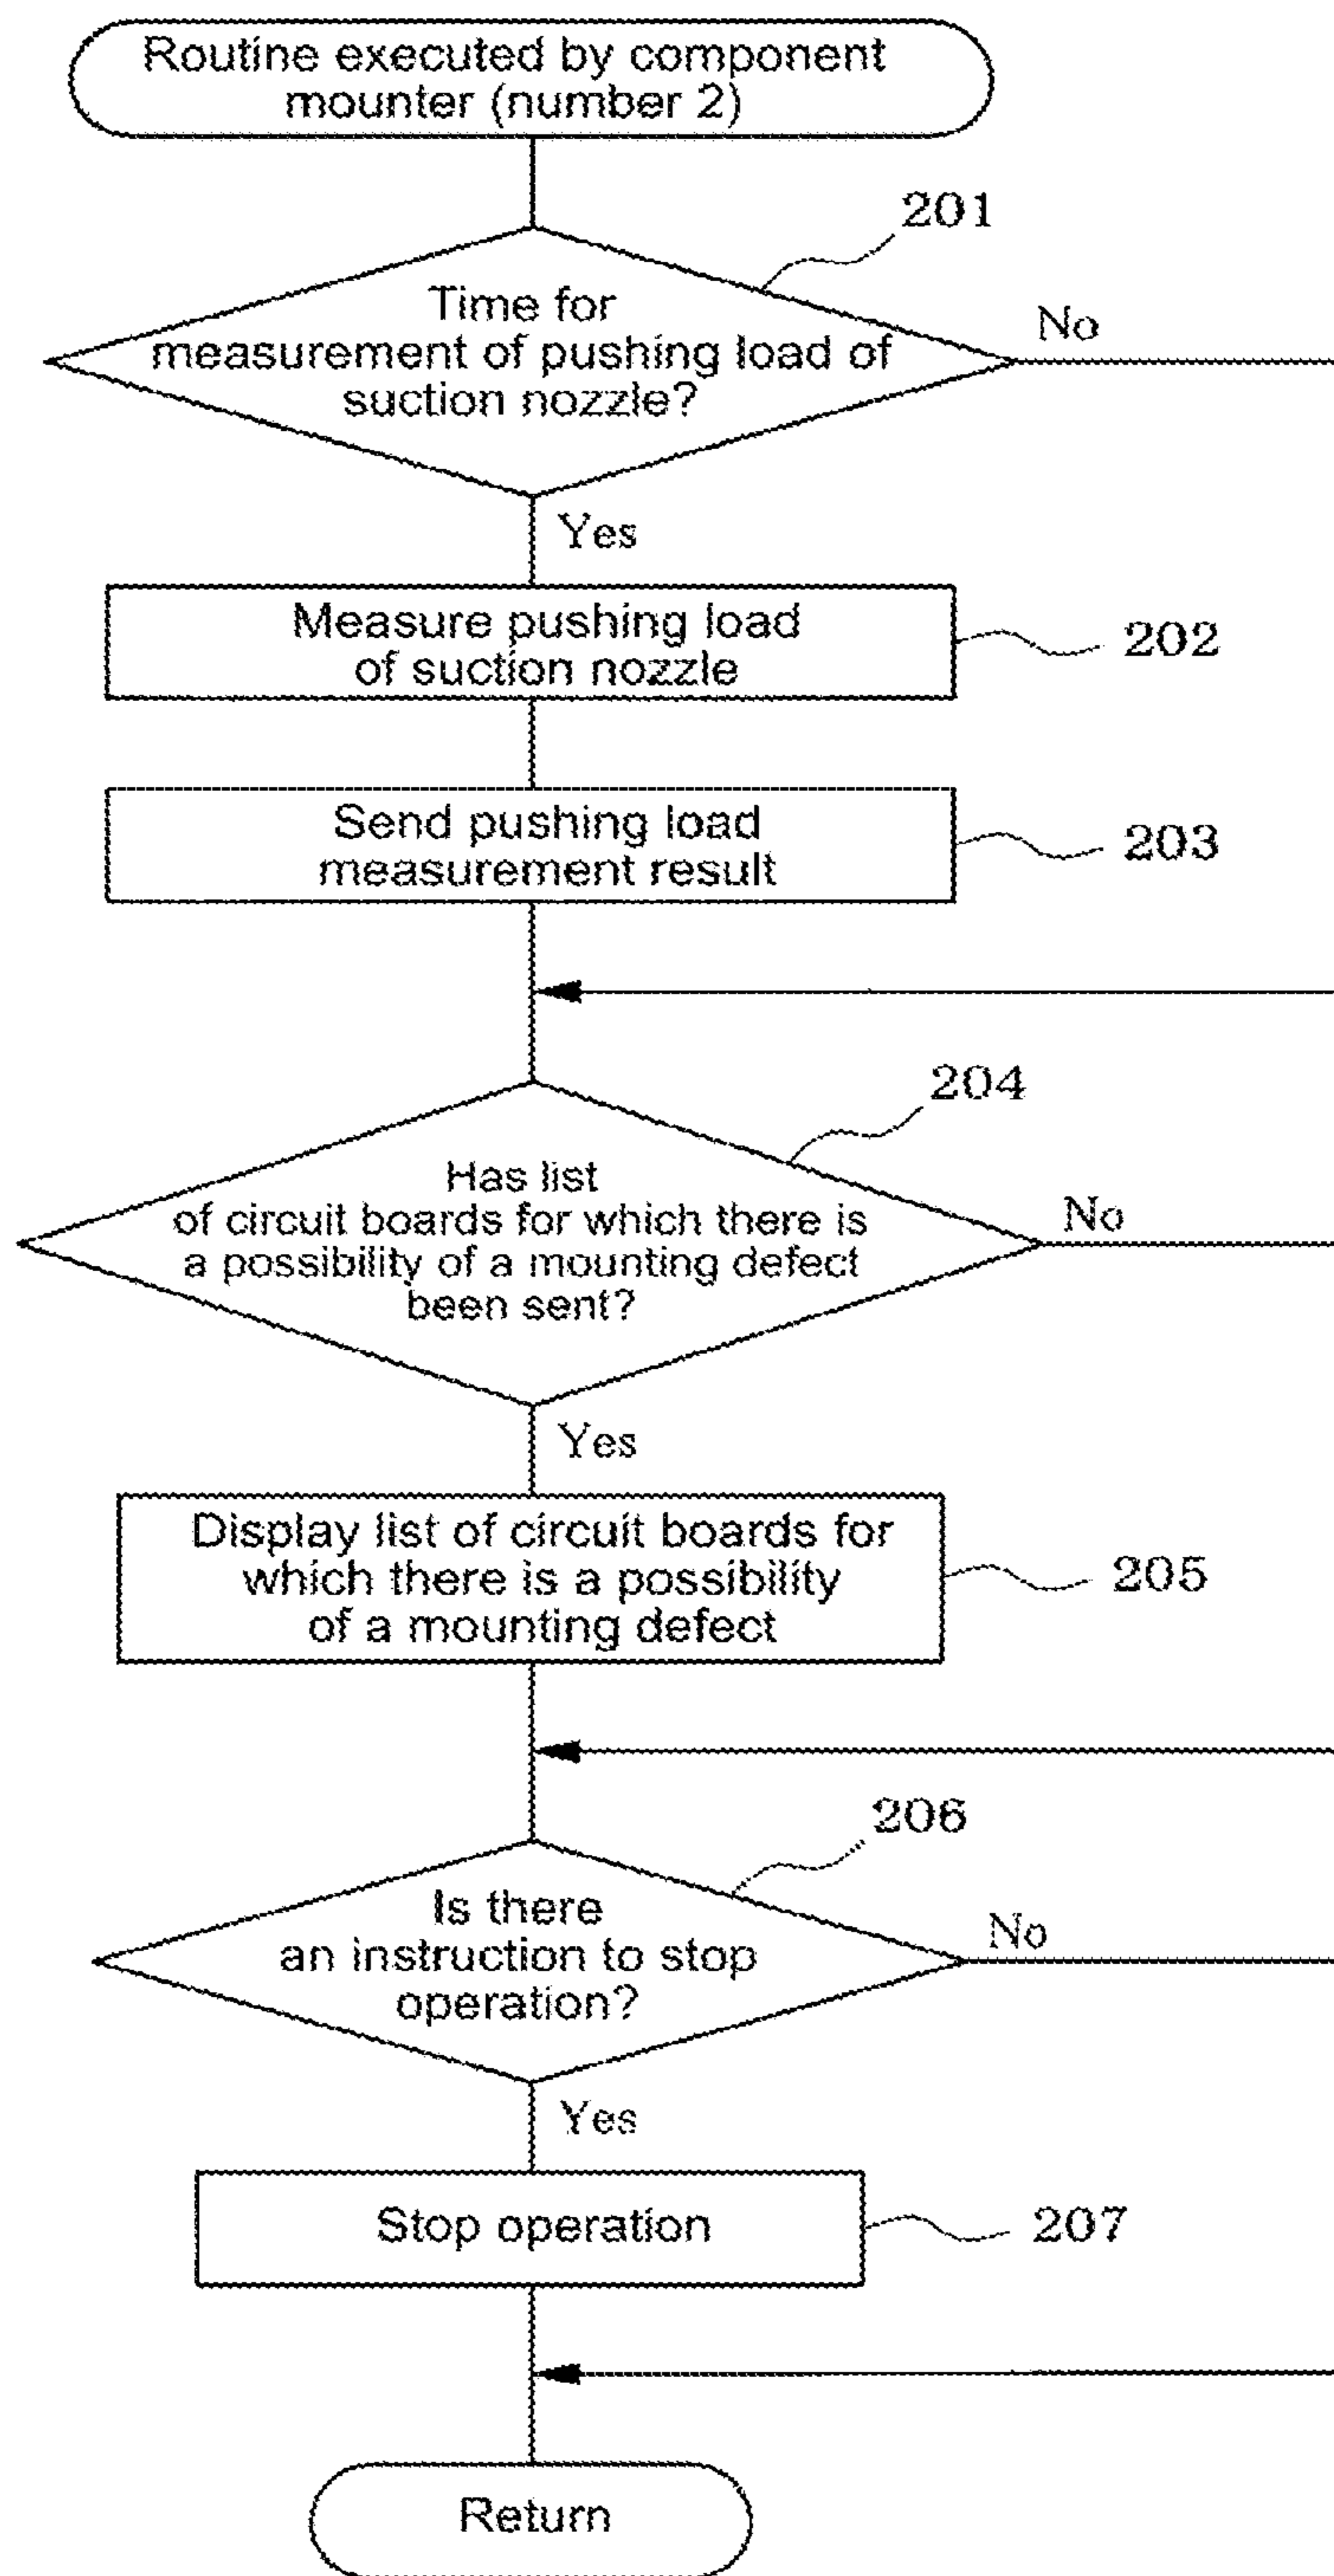 Routine executed by component
mounter (number 2)
201
Time for
measurement of pushing load of
suction nozzle?
No
Yes
Measure pushing load
of suction nozzle
202
Send pushing load
measurement result
203
204
Has list
of circuit boards for which there is
a possibility of a mounting defect
been sent?
No
Yes
Display list of circuit boards for
which there is a possibility
of a mounting defect
205
206
Is there
an instruction to stop
operation?
No
Yes
Stop operation
207
Return